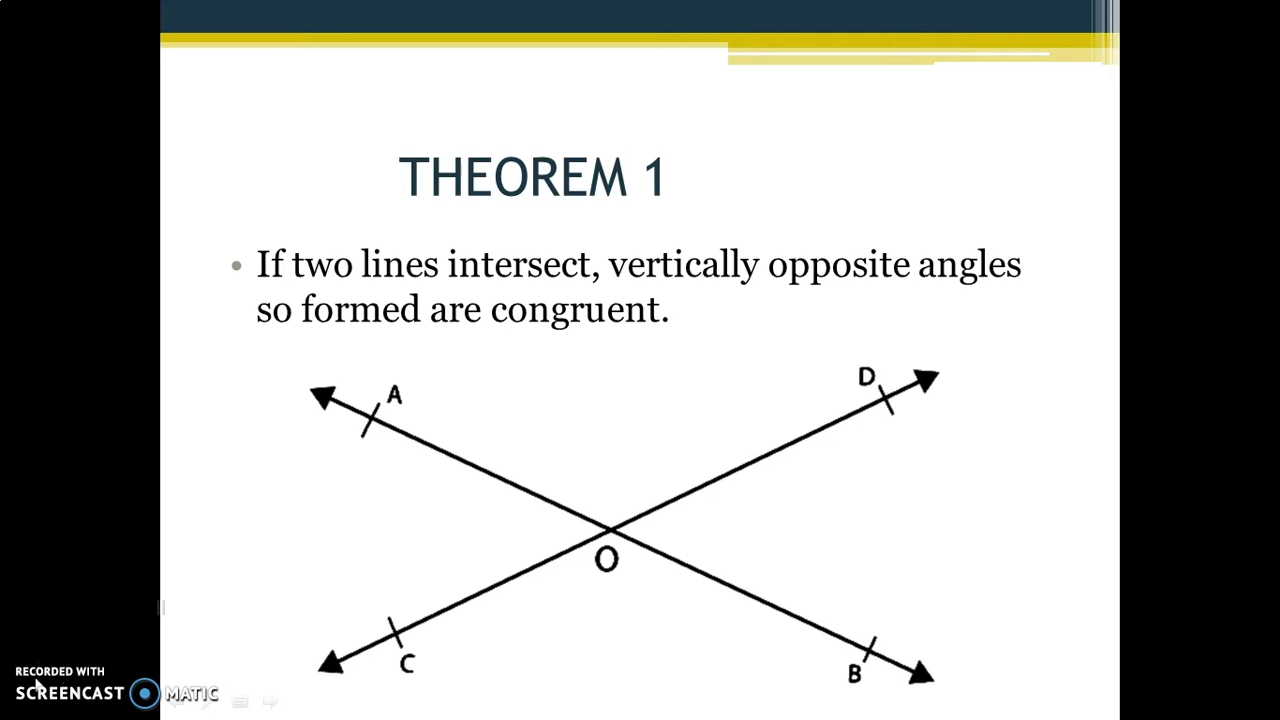 THEOREM 1
• If two lines intersect, vertically opposite angles
so formed are congruent.
A
D
O
C
B
RECORDED WITH
SCREENCAST MATIC